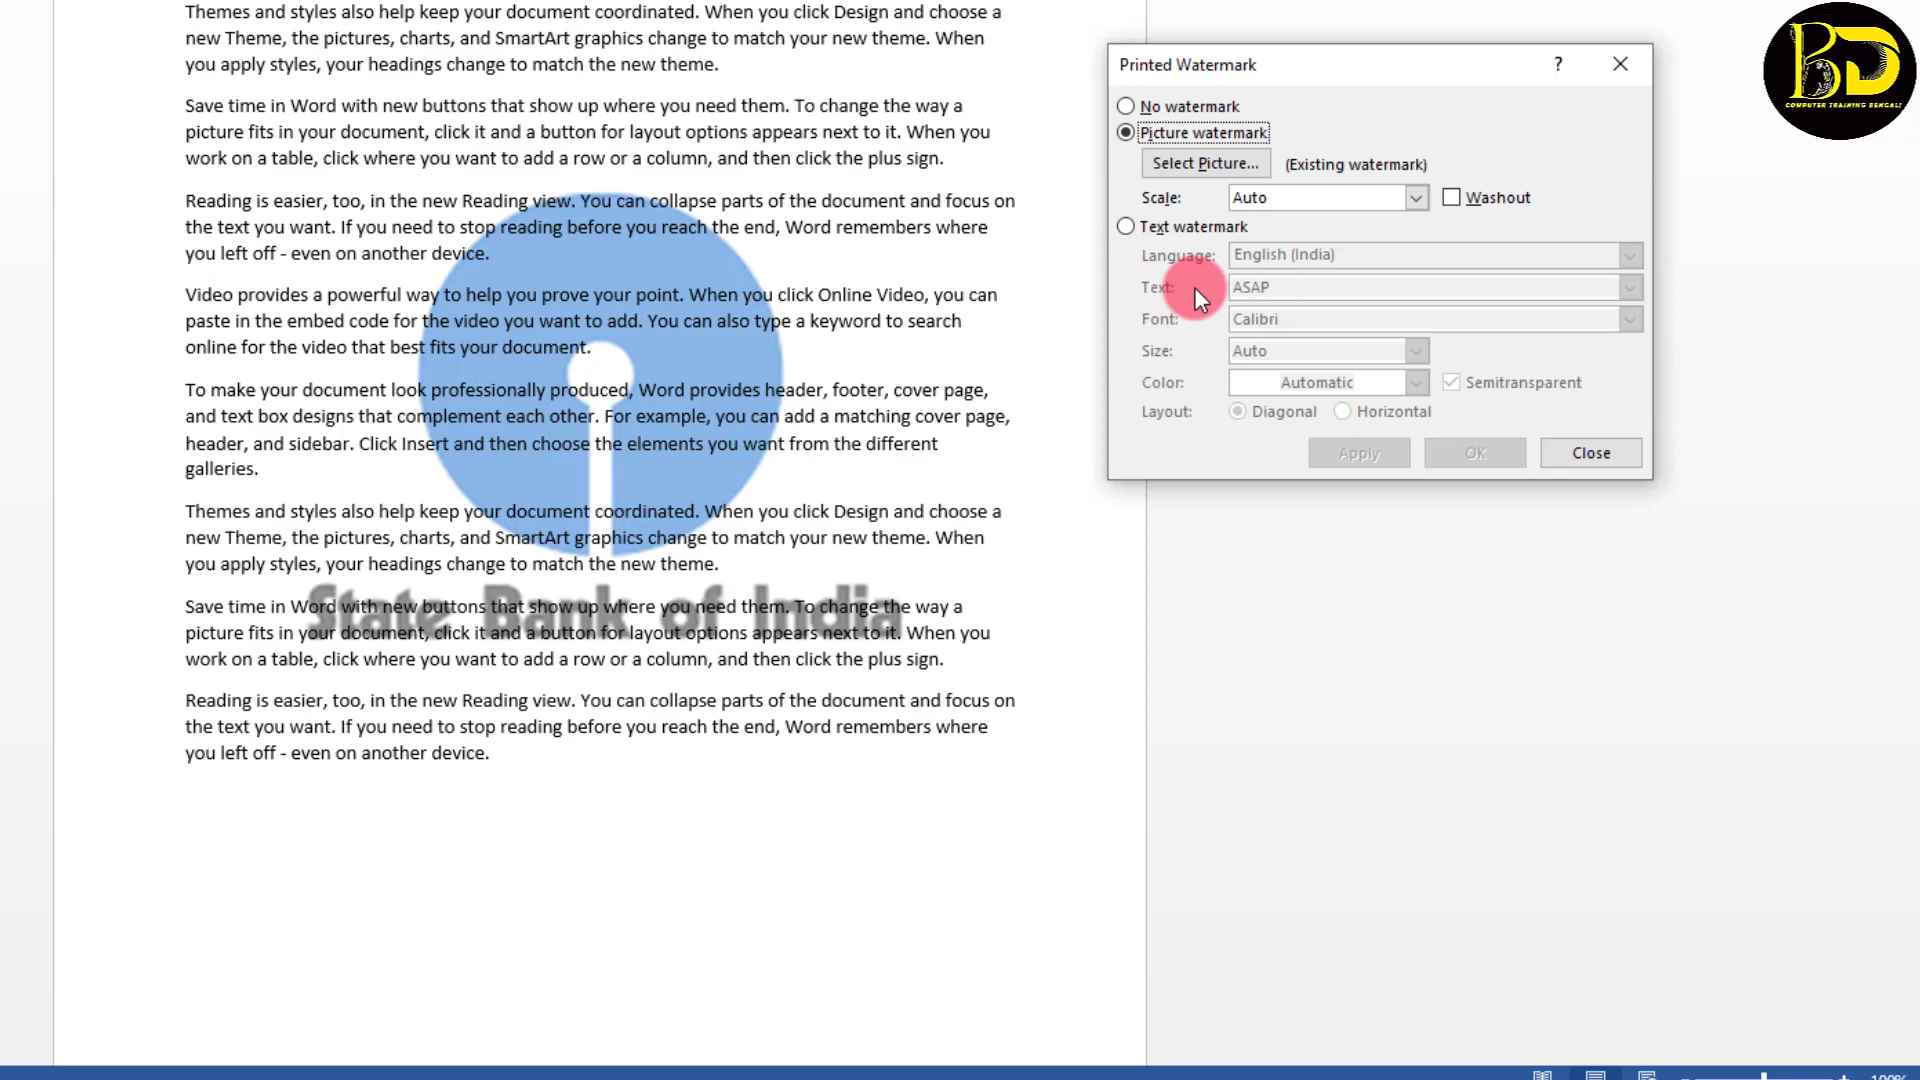 Themes and styles also help keep your document coordinated. When you click Design and choose a
new Theme, the pictures, charts, and SmartArt graphics change to match your new theme. When
you apply styles, your headings change to match the new theme.
Save time in Word with new buttons that show up where you need them. To change the way a
picture fits in your document, click it and a button for layout options appears next to it. When you
work on a table, click where you want to add a row or a column, and then click the plus sign.
Reading is easier, too, in the new Reading view. You can collapse parts of the document and focus on
the text you want. If you need to stop reading before you reach the end, Word remembers where
you left off - even on another device.
Video provides a powerful way to help you prove your point. When you click Online Video, you can
paste in the embed code for the video you want to add. You can also type a keyword to search
online for the video that best fits your document.
To make your document look professionally produced, Word provides header, footer, cover page,
and text box designs that complement each other. For example, you can add a matching cover page,
header, and sidebar. Click Insert and then choose the elements you want from the different
galleries.
Themes and styles also help keep your document coordinated. When you click Design and choose a
new Theme, the pictures, charts, and SmartArt graphics change to match your new theme. When
you apply styles, your headings change to match the new theme.
State Bank of India
Save time in Word with new buttons that show up where you need them. To change the way a
picture fits in your document, click it and a button for layout options appears next to it. When you
work on a table, click where you want to add a row or a column, and then click the plus sign.
Reading is easier, too, in the new Reading view. You can collapse parts of the document and focus on
the text you want. If you need to stop reading before you reach the end, Word remembers where
you left off - even on another device.
Printed Watermark ?
No watermark
Picture watermark
Select Picture... (Existing watermark)
Scale: Auto Washout
Text watermark
Language: English (India)
Text: ASAP
Font: Calibri
Size: Auto
Color: Automatic Semitransparent
Layout: Diagonal Horizontal
Apply OK Close
BD
COMPUTER TRAINING BENGALI
100%